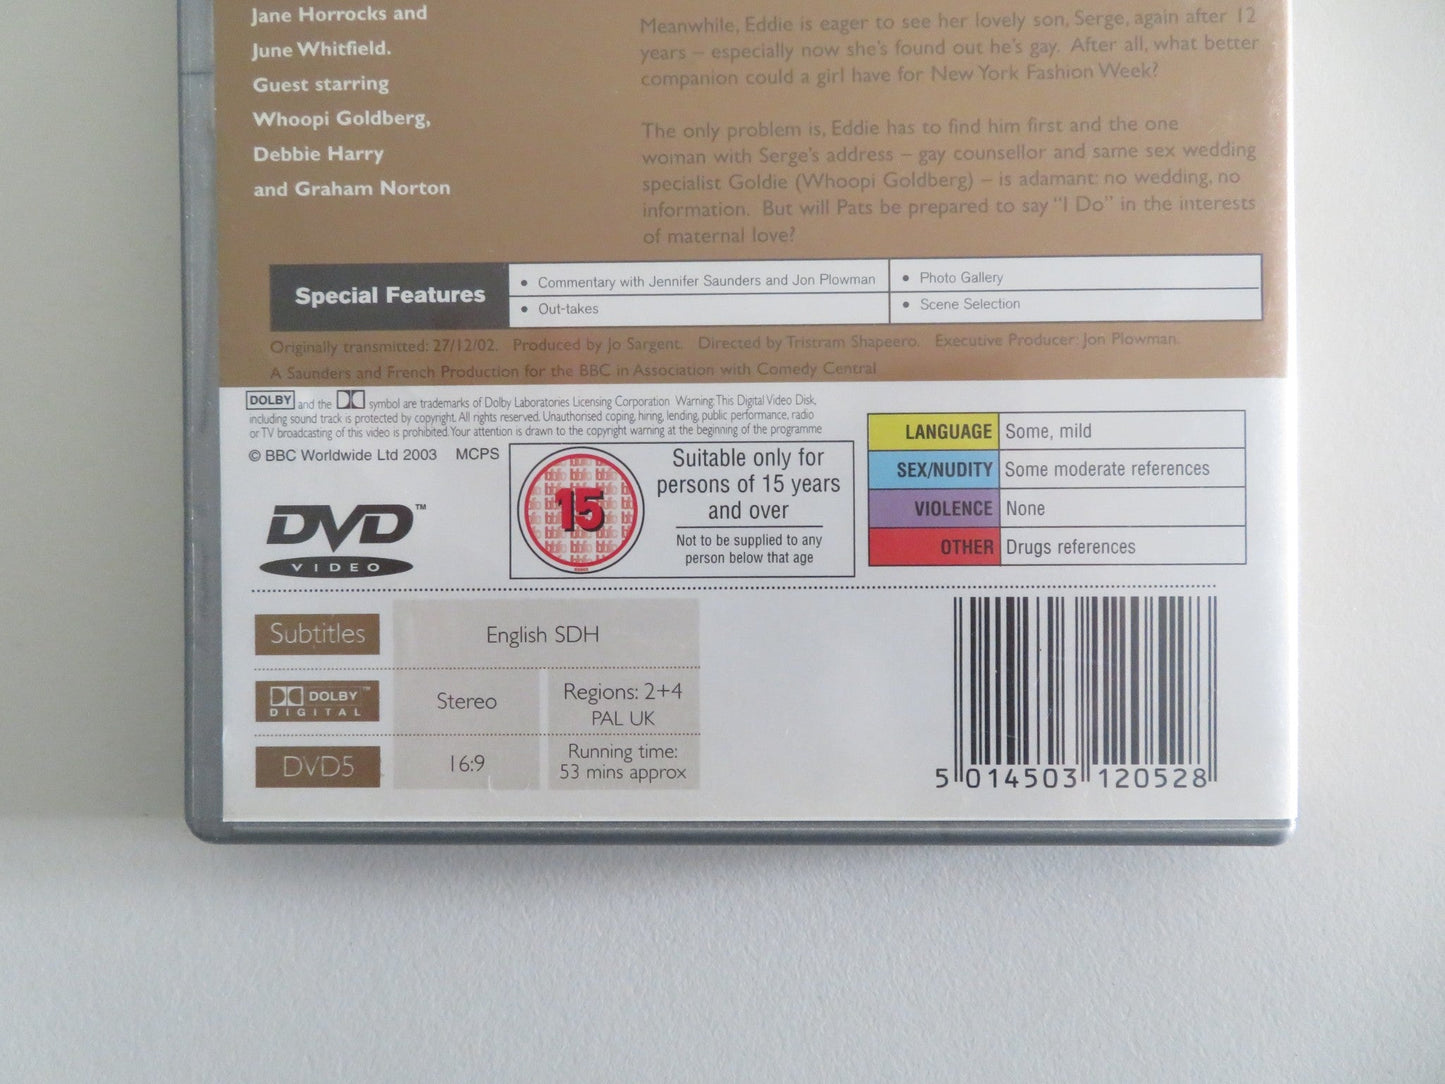 Jane Horrocks and
June Whitfield.
Guest starring
Whoopi Goldberg,
Debbie Harry
and Graham Norton
Meanwhile, Eddie is eager to see her lovely son, Serge, again after 12
years – especially now she's found out he's gay. After all, what better
companion could a girl have for New York Fashion Week?
The only problem is, Eddie has to find him first and the one
woman with Serge's address – gay counsellor and same sex wedding
specialist Goldie (Whoopi Goldberg) – is adamant: no wedding, no
information. But will Pats be prepared to say "I Do" in the interests
of maternal love?
Special Features
• Commentary with Jennifer Saunders and Jon Plowman
• Out-takes
• Photo Gallery
• Scene Selection
Originally transmitted: 27/12/02. Produced by Jo Sargent. Directed by Tristram Shapeero. Executive Producer: Jon Plowman.
A Saunders and French Production for the BBC in Association with Comedy Central
DOLBY and the symbol are trademarks of Dolby Laboratories Licensing Corporation Warning: This Digital Video Disk,
including sound track is protected by copyright. All rights reserved. Unauthorised coping, hiring, lending, public performance, radio
or TV broadcasting of this video is prohibited. Your attention is drawn to the copyright warning at the beginning of the programme
© BBC Worldwide Ltd 2003 MCPS
DVD™
VIDEO
15
Suitable only for
persons of 15 years
and over
Not to be supplied to any
person below that age
LANGUAGE Some, mild
SEX/NUDITY Some moderate references
VIOLENCE None
OTHER Drugs references
Subtitles English SDH
DOLBY™
DIGITAL
Stereo
Regions: 2+4
PAL UK
DVD5
16:9
Running time:
53 mins approx
5 014503 120528